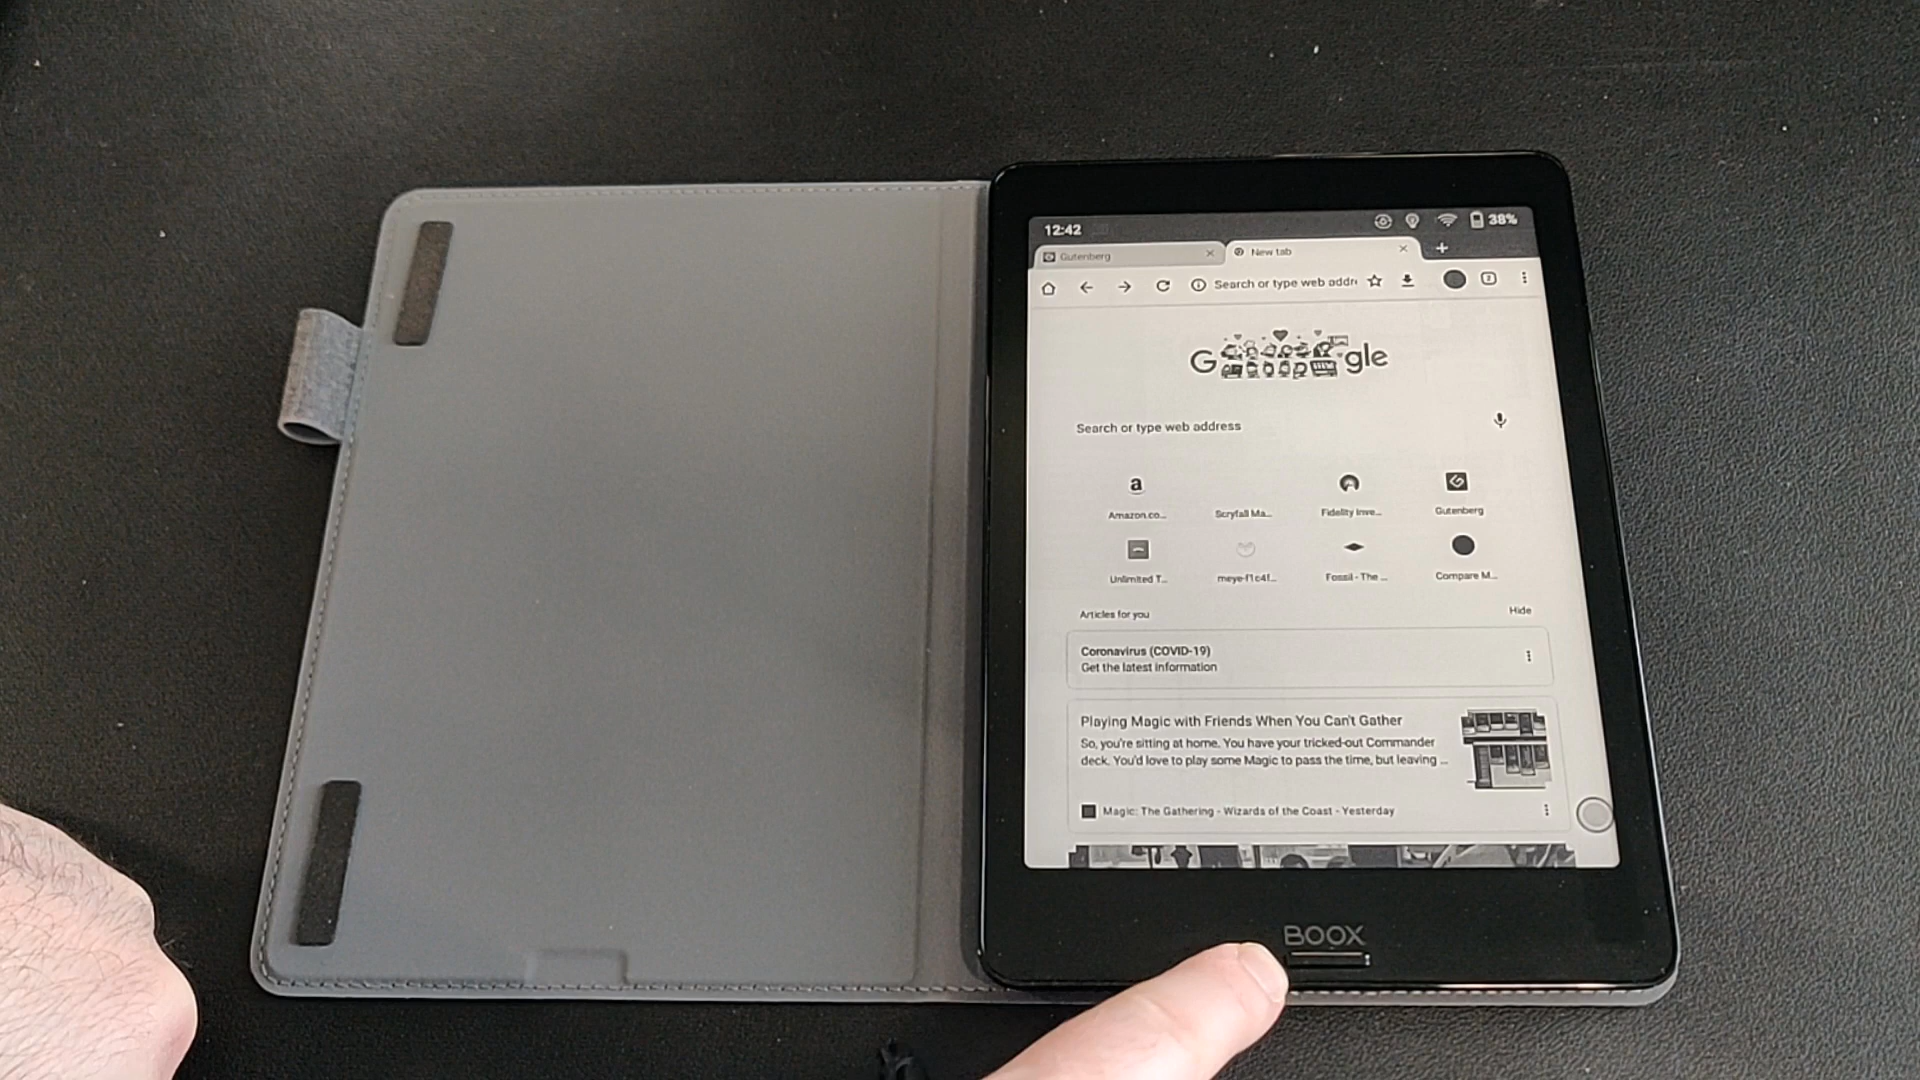 12:42
38%
Gutenberg
New tab
2
Search or type web addr
G gle
Search or type web address
a
Amazon.co...
Scryfall Ma...
Fidelity Inve...
Gutenberg
Unlimited T...
meye-f1c4f...
Fossil - The ...
Compare M...
Articles for you
Hide
Coronavirus (COVID-19)
Get the latest information
Playing Magic with Friends When You Can't Gather
So, you're sitting at home. You have your tricked-out Commander
deck. You'd love to play some Magic to pass the time, but leaving ...
Magic: The Gathering - Wizards of the Coast - Yesterday
BOOX